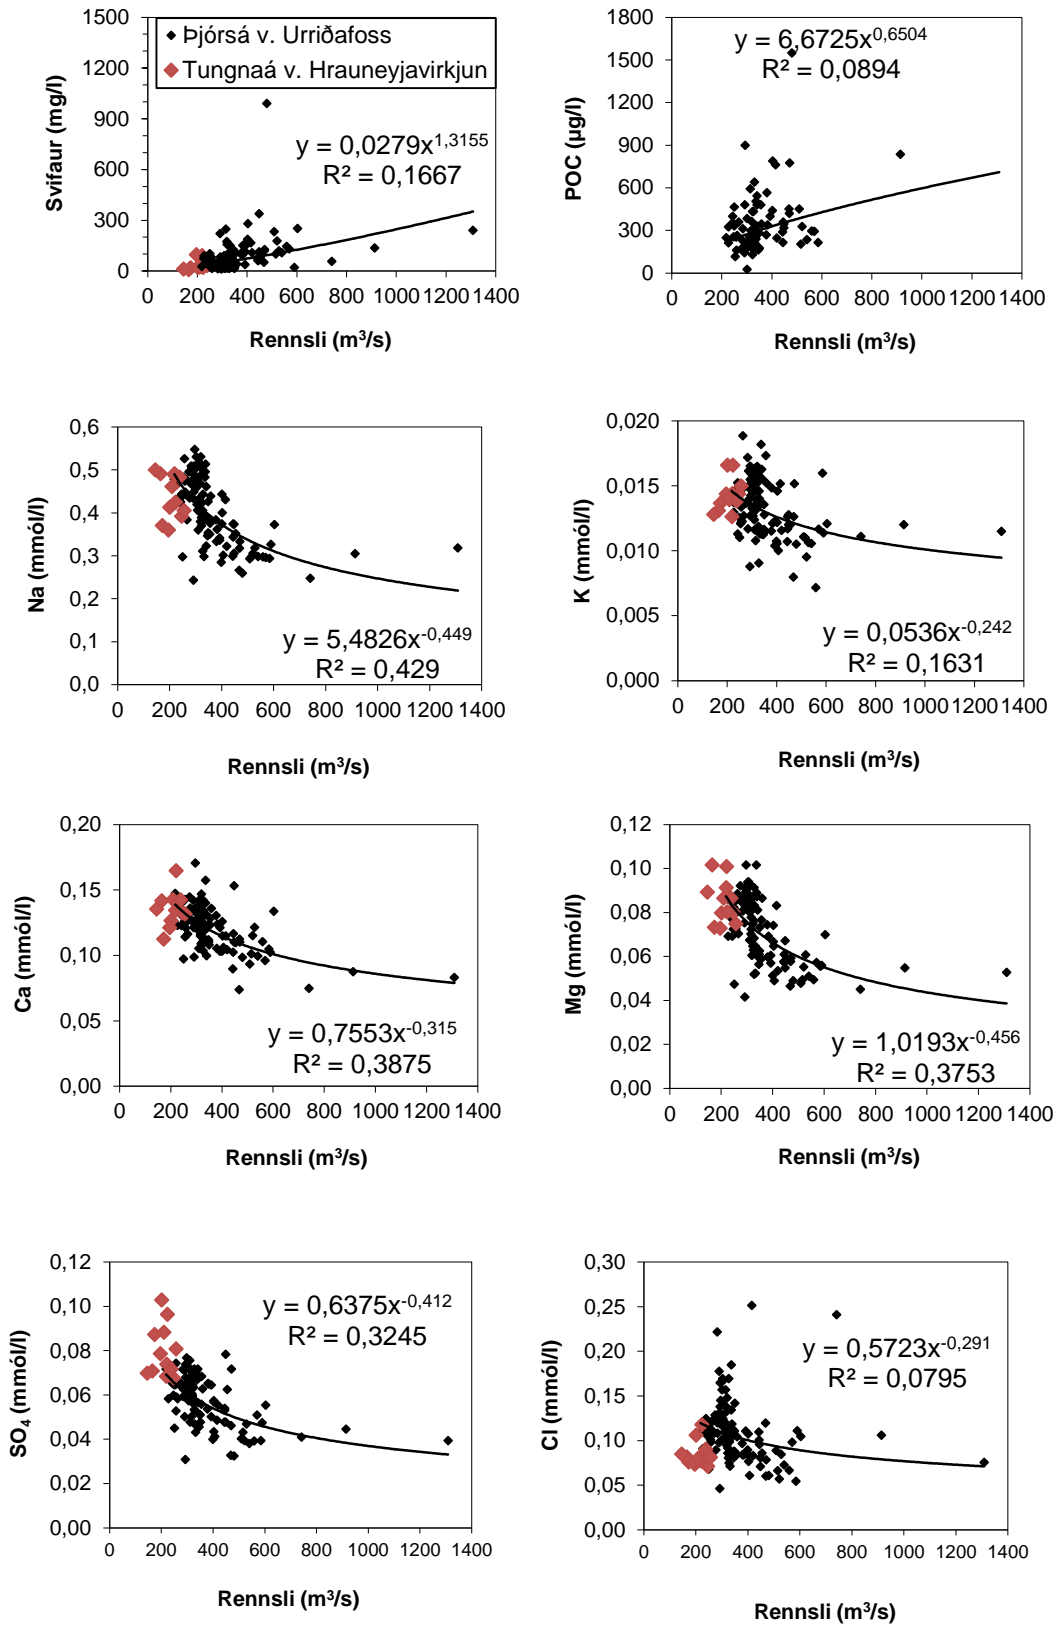 1500
1200
900
600
300
0
Svifaur (mg/l)
Þjórsá v. Urriðafoss
Tungnaá v. Hrauneyjavirkjun
y = 0,0279x^1,3155
R² = 0,1667
0 200 400 600 800 1000 1200 1400
Rennsli (m³/s)
1800
1500
1200
900
600
300
0
POC (µg/l)
y = 6,6725x^0,6504
R² = 0,0894
0 200 400 600 800 1000 1200 1400
Rennsli (m³/s)
0,6
0,5
0,4
0,3
0,2
0,1
0,0
Na (mmól/l)
y = 5,4826x^-0,449
R² = 0,429
0 200 400 600 800 1000 1200 1400
Rennsli (m³/s)
0,020
0,015
0,010
0,005
0,000
K (mmól/l)
y = 0,0536x^-0,242
R² = 0,1631
0 200 400 600 800 1000 1200 1400
Rennsli (m³/s)
0,20
0,15
0,10
0,05
0,00
Ca (mmól/l)
y = 0,7553x^-0,315
R² = 0,3875
0 200 400 600 800 1000 1200 1400
Rennsli (m³/s)
0,12
0,10
0,08
0,06
0,04
0,02
0,00
Mg (mmól/l)
y = 1,0193x^-0,456
R² = 0,3753
0 200 400 600 800 1000 1200 1400
Rennsli (m³/s)
0,12
0,10
0,08
0,06
0,04
0,02
0,00
SO₄ (mmól/l)
y = 0,6375x^-0,412
R² = 0,3245
0 200 400 600 800 1000 1200 1400
Rennsli (m³/s)
0,30
0,25
0,20
0,15
0,10
0,05
0,00
Cl (mmól/l)
y = 0,5723x^-0,291
R² = 0,0795
0 200 400 600 800 1000 1200 1400
Rennsli (m³/s)